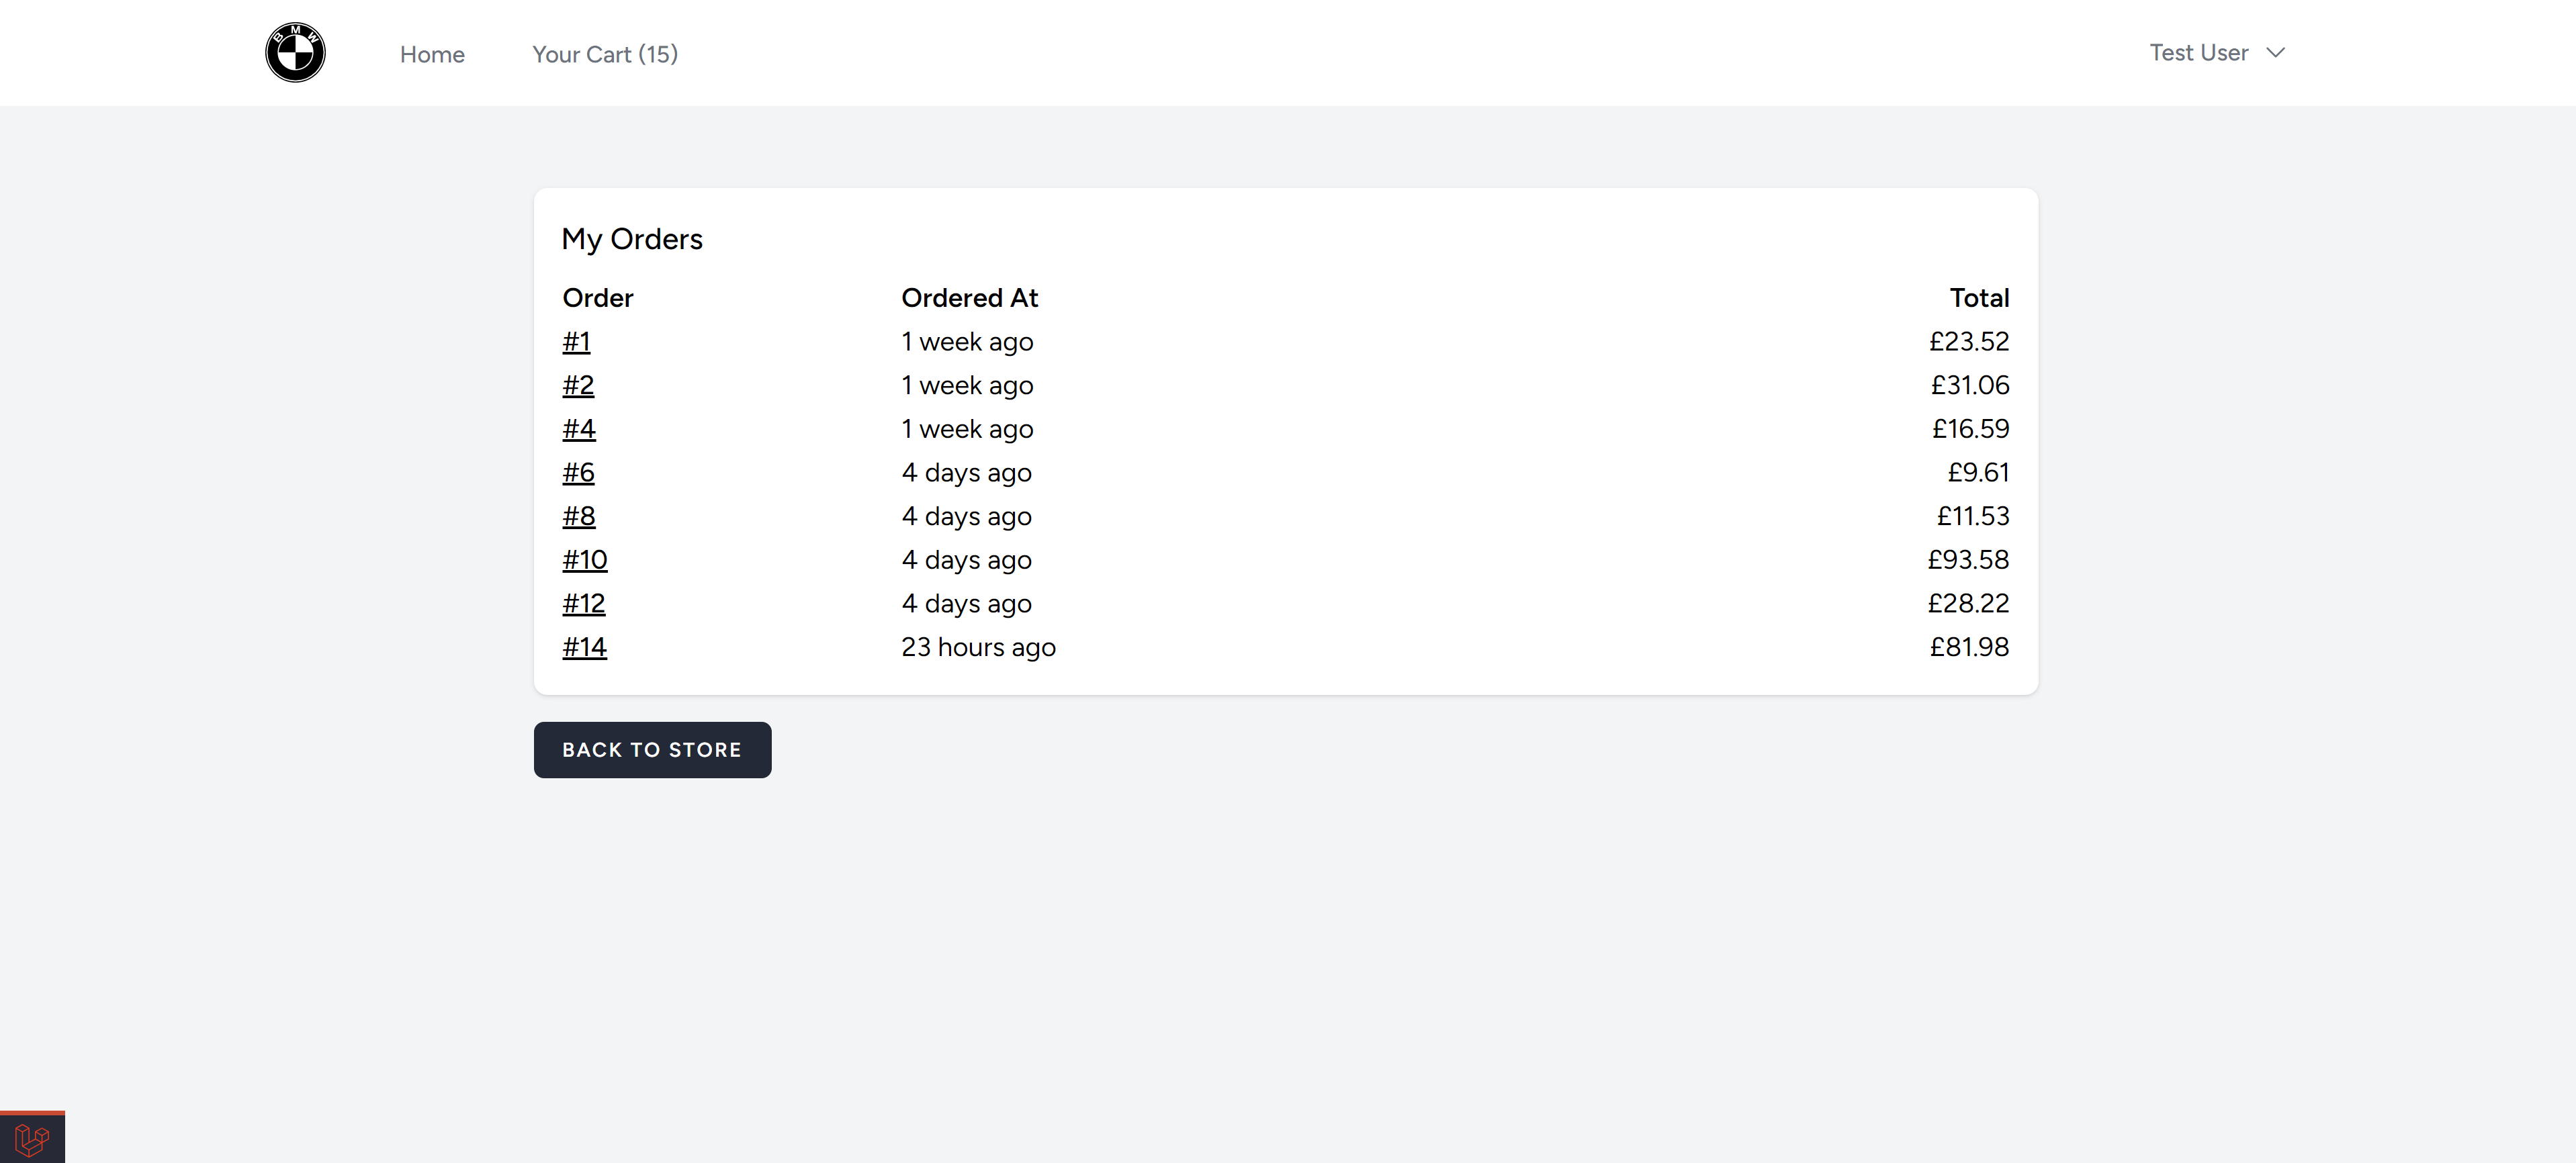 BMW Home Your Cart (15) Test User
My Orders
Order Ordered At Total
#1 1 week ago £23.52
#2 1 week ago £31.06
#4 1 week ago £16.59
#6 4 days ago £9.61
#8 4 days ago £11.53
#10 4 days ago £93.58
#12 4 days ago £28.22
#14 23 hours ago £81.98
BACK TO STORE